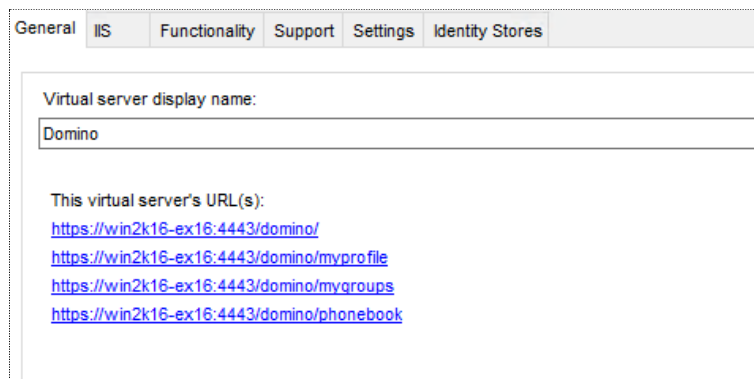 General IIS Functionality Support Settings Identity Stores
Virtual server display name:
Domino
This virtual server's URL(s):
https://win2k16-ex16:4443/domino/
https://win2k16-ex16:4443/domino/myprofile
https://win2k16-ex16:4443/domino/mygroups
https://win2k16-ex16:4443/domino/phonebook